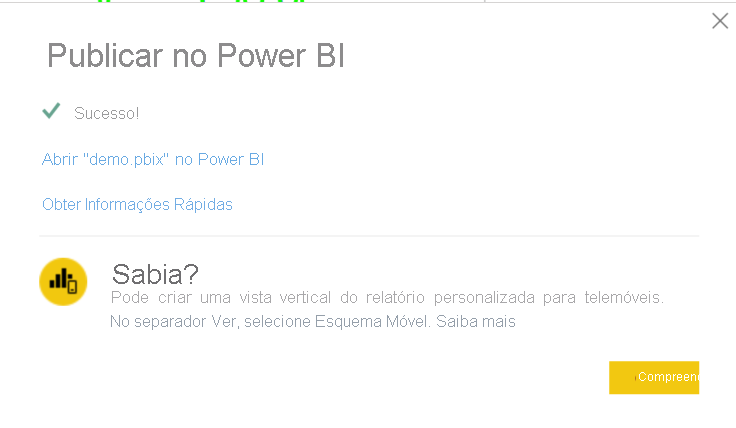 Publicar no Power BI
Sucesso!
Abrir "demo.pbix" no Power BI
Obter Informações Rápidas
Sabia?
Pode criar uma vista vertical do relatório personalizada para telemóveis.
No separador Ver, selecione Esquema Móvel. Saiba mais
Compreen